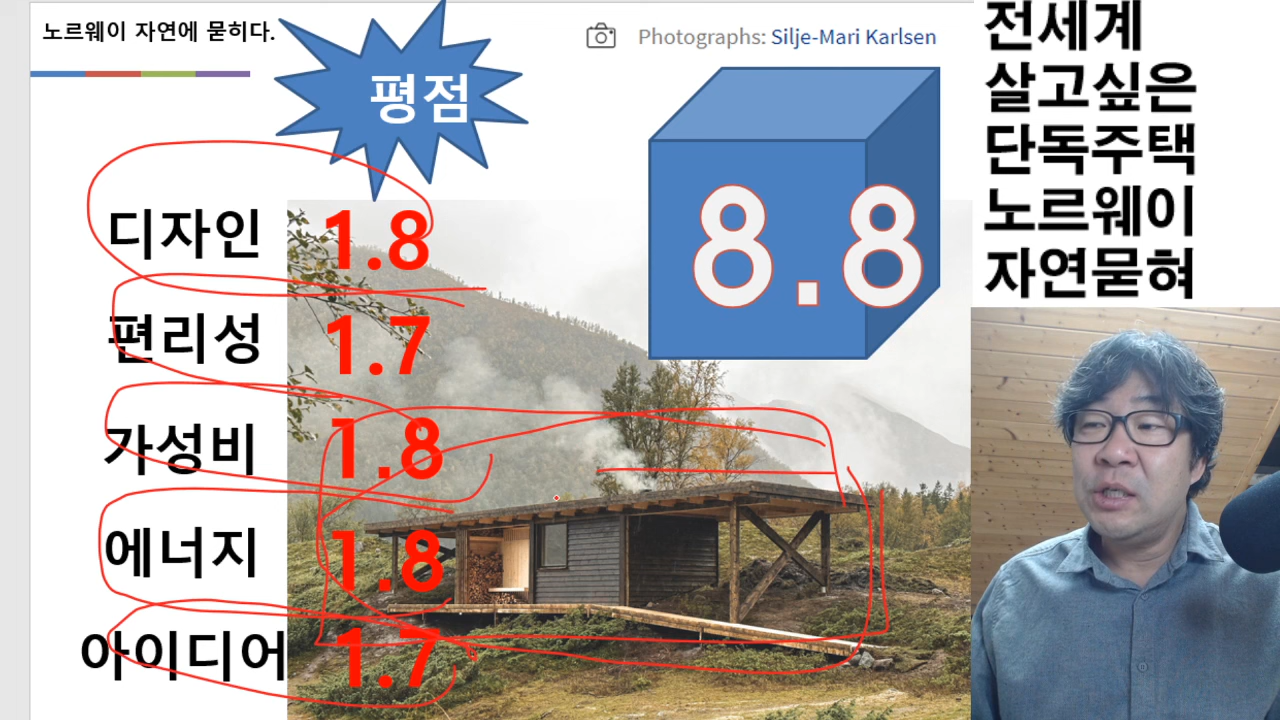 노르웨이 자연에 묻히다.
평점
Photographs: Silje-Mari Karlsen
8.8
디자인 1.8
편리성 1.7
가성비 1.8
에너지 1.8
아이디어 1.7
전세계
살고싶은
단독주택
노르웨이
자연묻혀